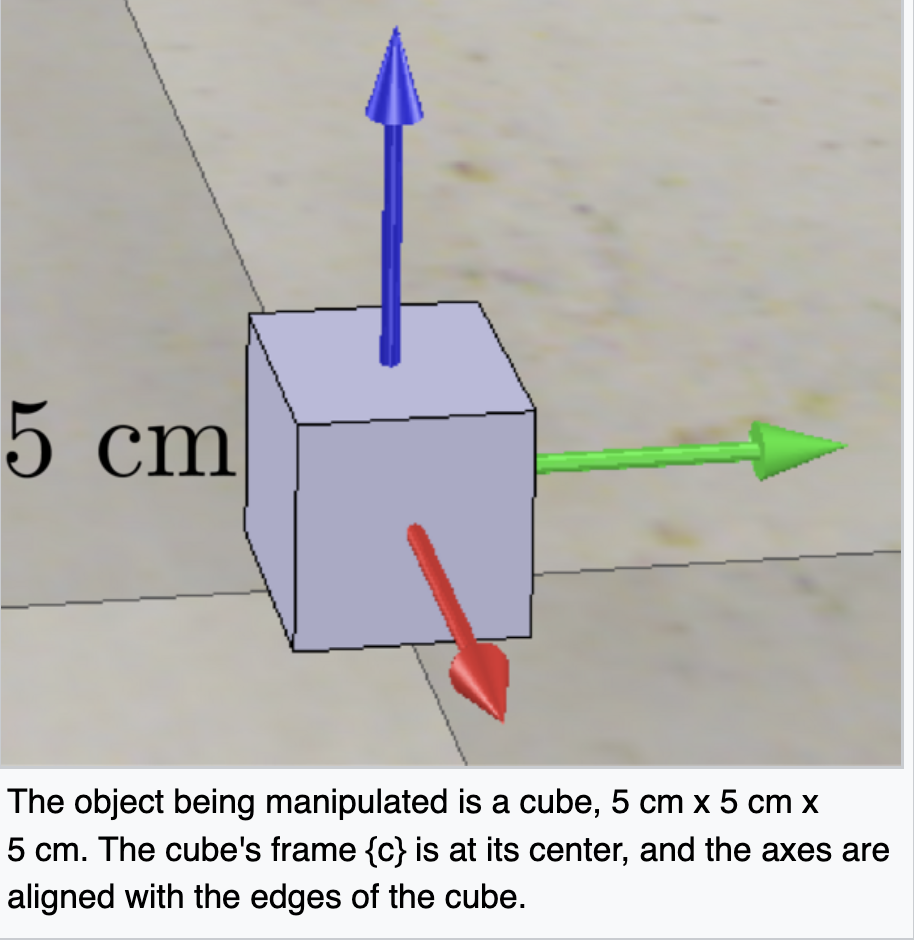 5 cm
The object being manipulated is a cube, 5 cm x 5 cm x
5 cm. The cube's frame {c} is at its center, and the axes are
aligned with the edges of the cube.